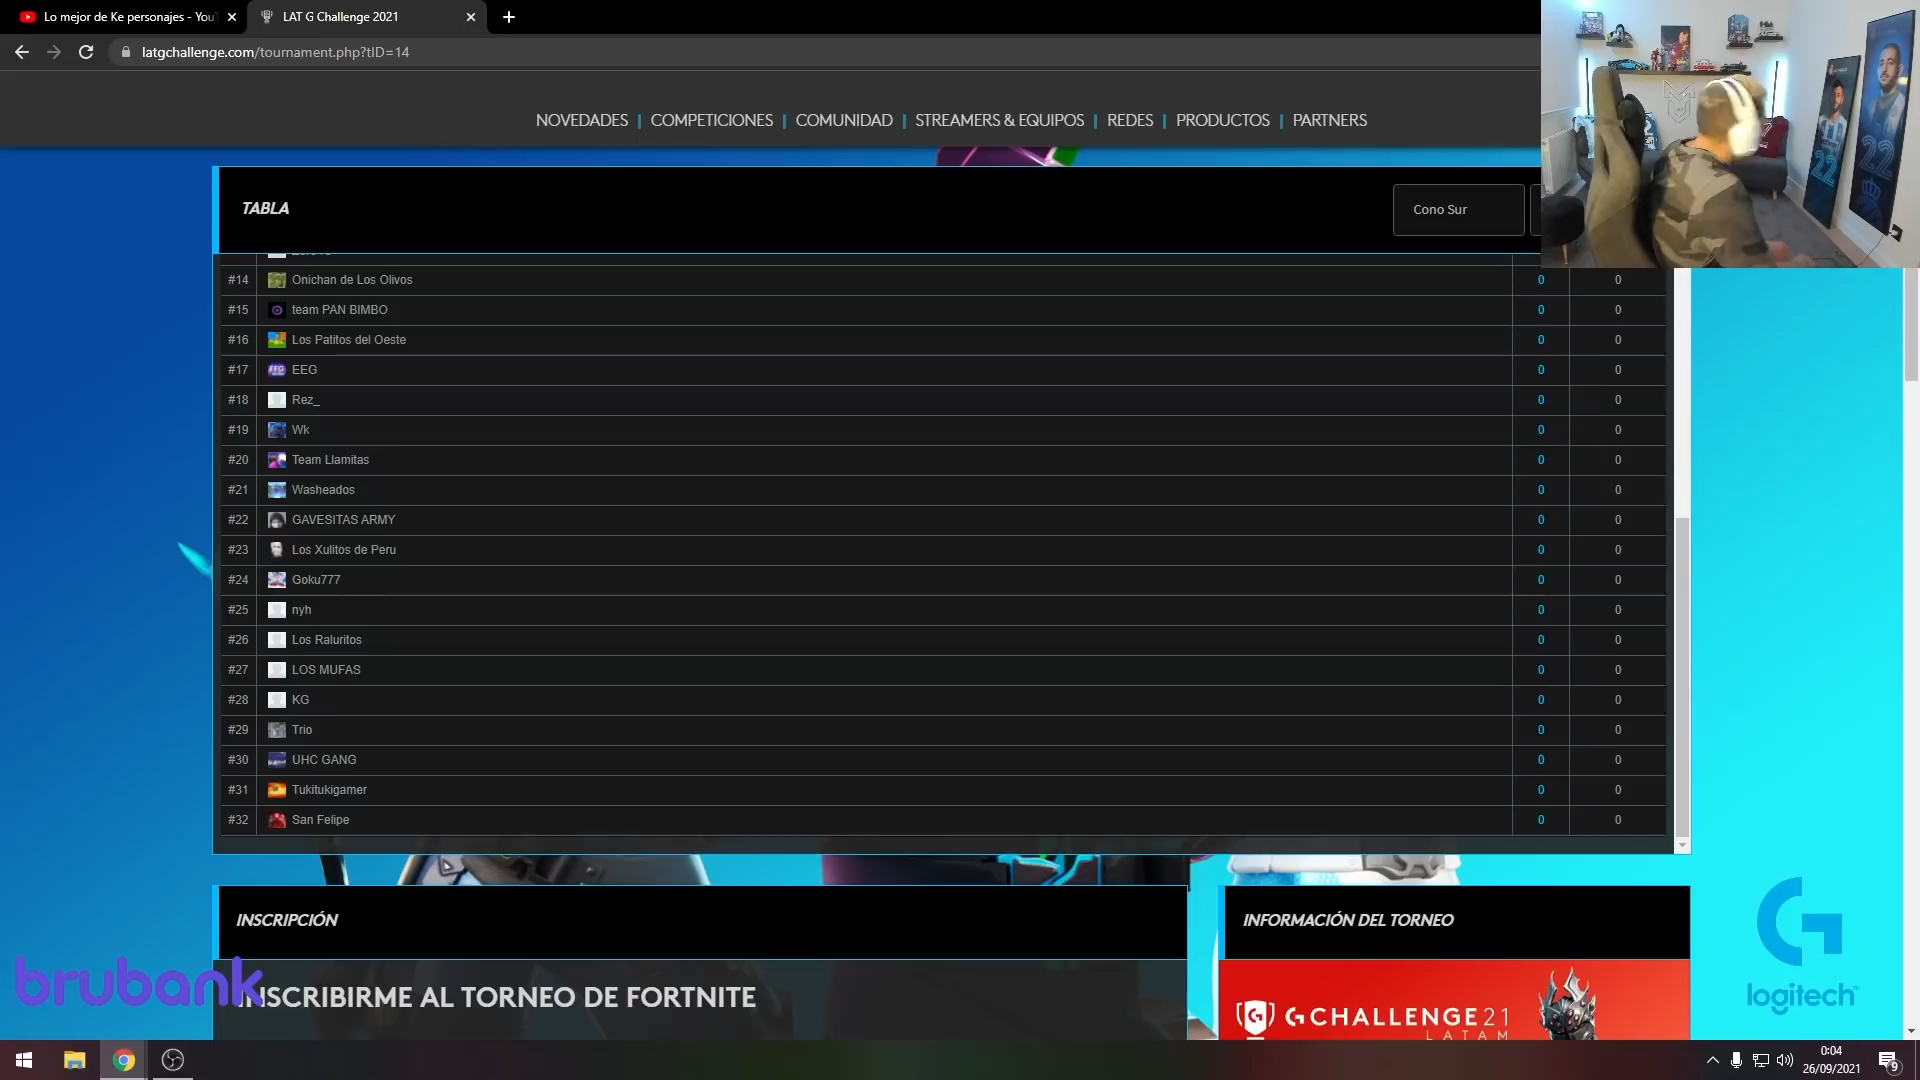 Lo mejor de Ke personajes - You
LAT G Challenge 2021
latgchallenge.com/tournament.php?tID=14
NOVEDADES | COMPETICIONES | COMUNIDAD | STREAMERS & EQUIPOS | REDES | PRODUCTOS | PARTNERS
TABLA
Cono Sur
#14 Onichan de Los Olivos 0 0
#15 team PAN BIMBO 0 0
#16 Los Patitos del Oeste 0 0
#17 EEG 0 0
#18 Rez_ 0 0
#19 Wk 0 0
#20 Team Llamitas 0 0
#21 Washeados 0 0
#22 GAVESITAS ARMY 0 0
#23 Los Xulitos de Peru 0 0
#24 Goku777 0 0
#25 nyh 0 0
#26 Los Raluritos 0 0
#27 LOS MUFAS 0 0
#28 KG 0 0
#29 Trio 0 0
#30 UHC GANG 0 0
#31 Tukitukigamer 0 0
#32 San Felipe 0 0
INSCRIPCIÓN
INFORMACIÓN DEL TORNEO
brubank
INSCRIBIRME AL TORNEO DE FORTNITE
G CHALLENGE 21
LATAM
logitech
22
22
0:04
26/09/2021
9